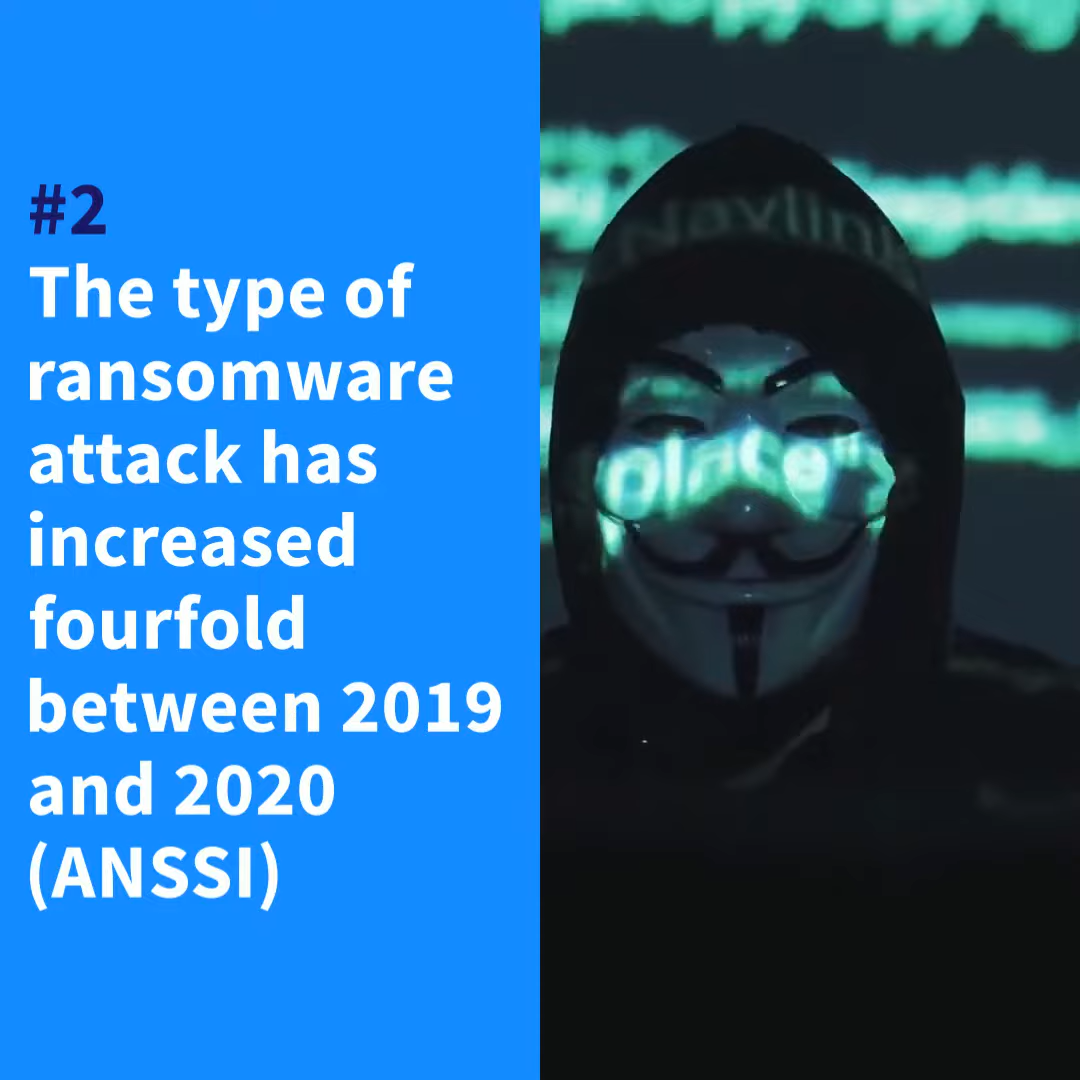 #2
The type of
ransomware
attack has
increased
fourfold
between 2019
and 2020
(ANSSI)